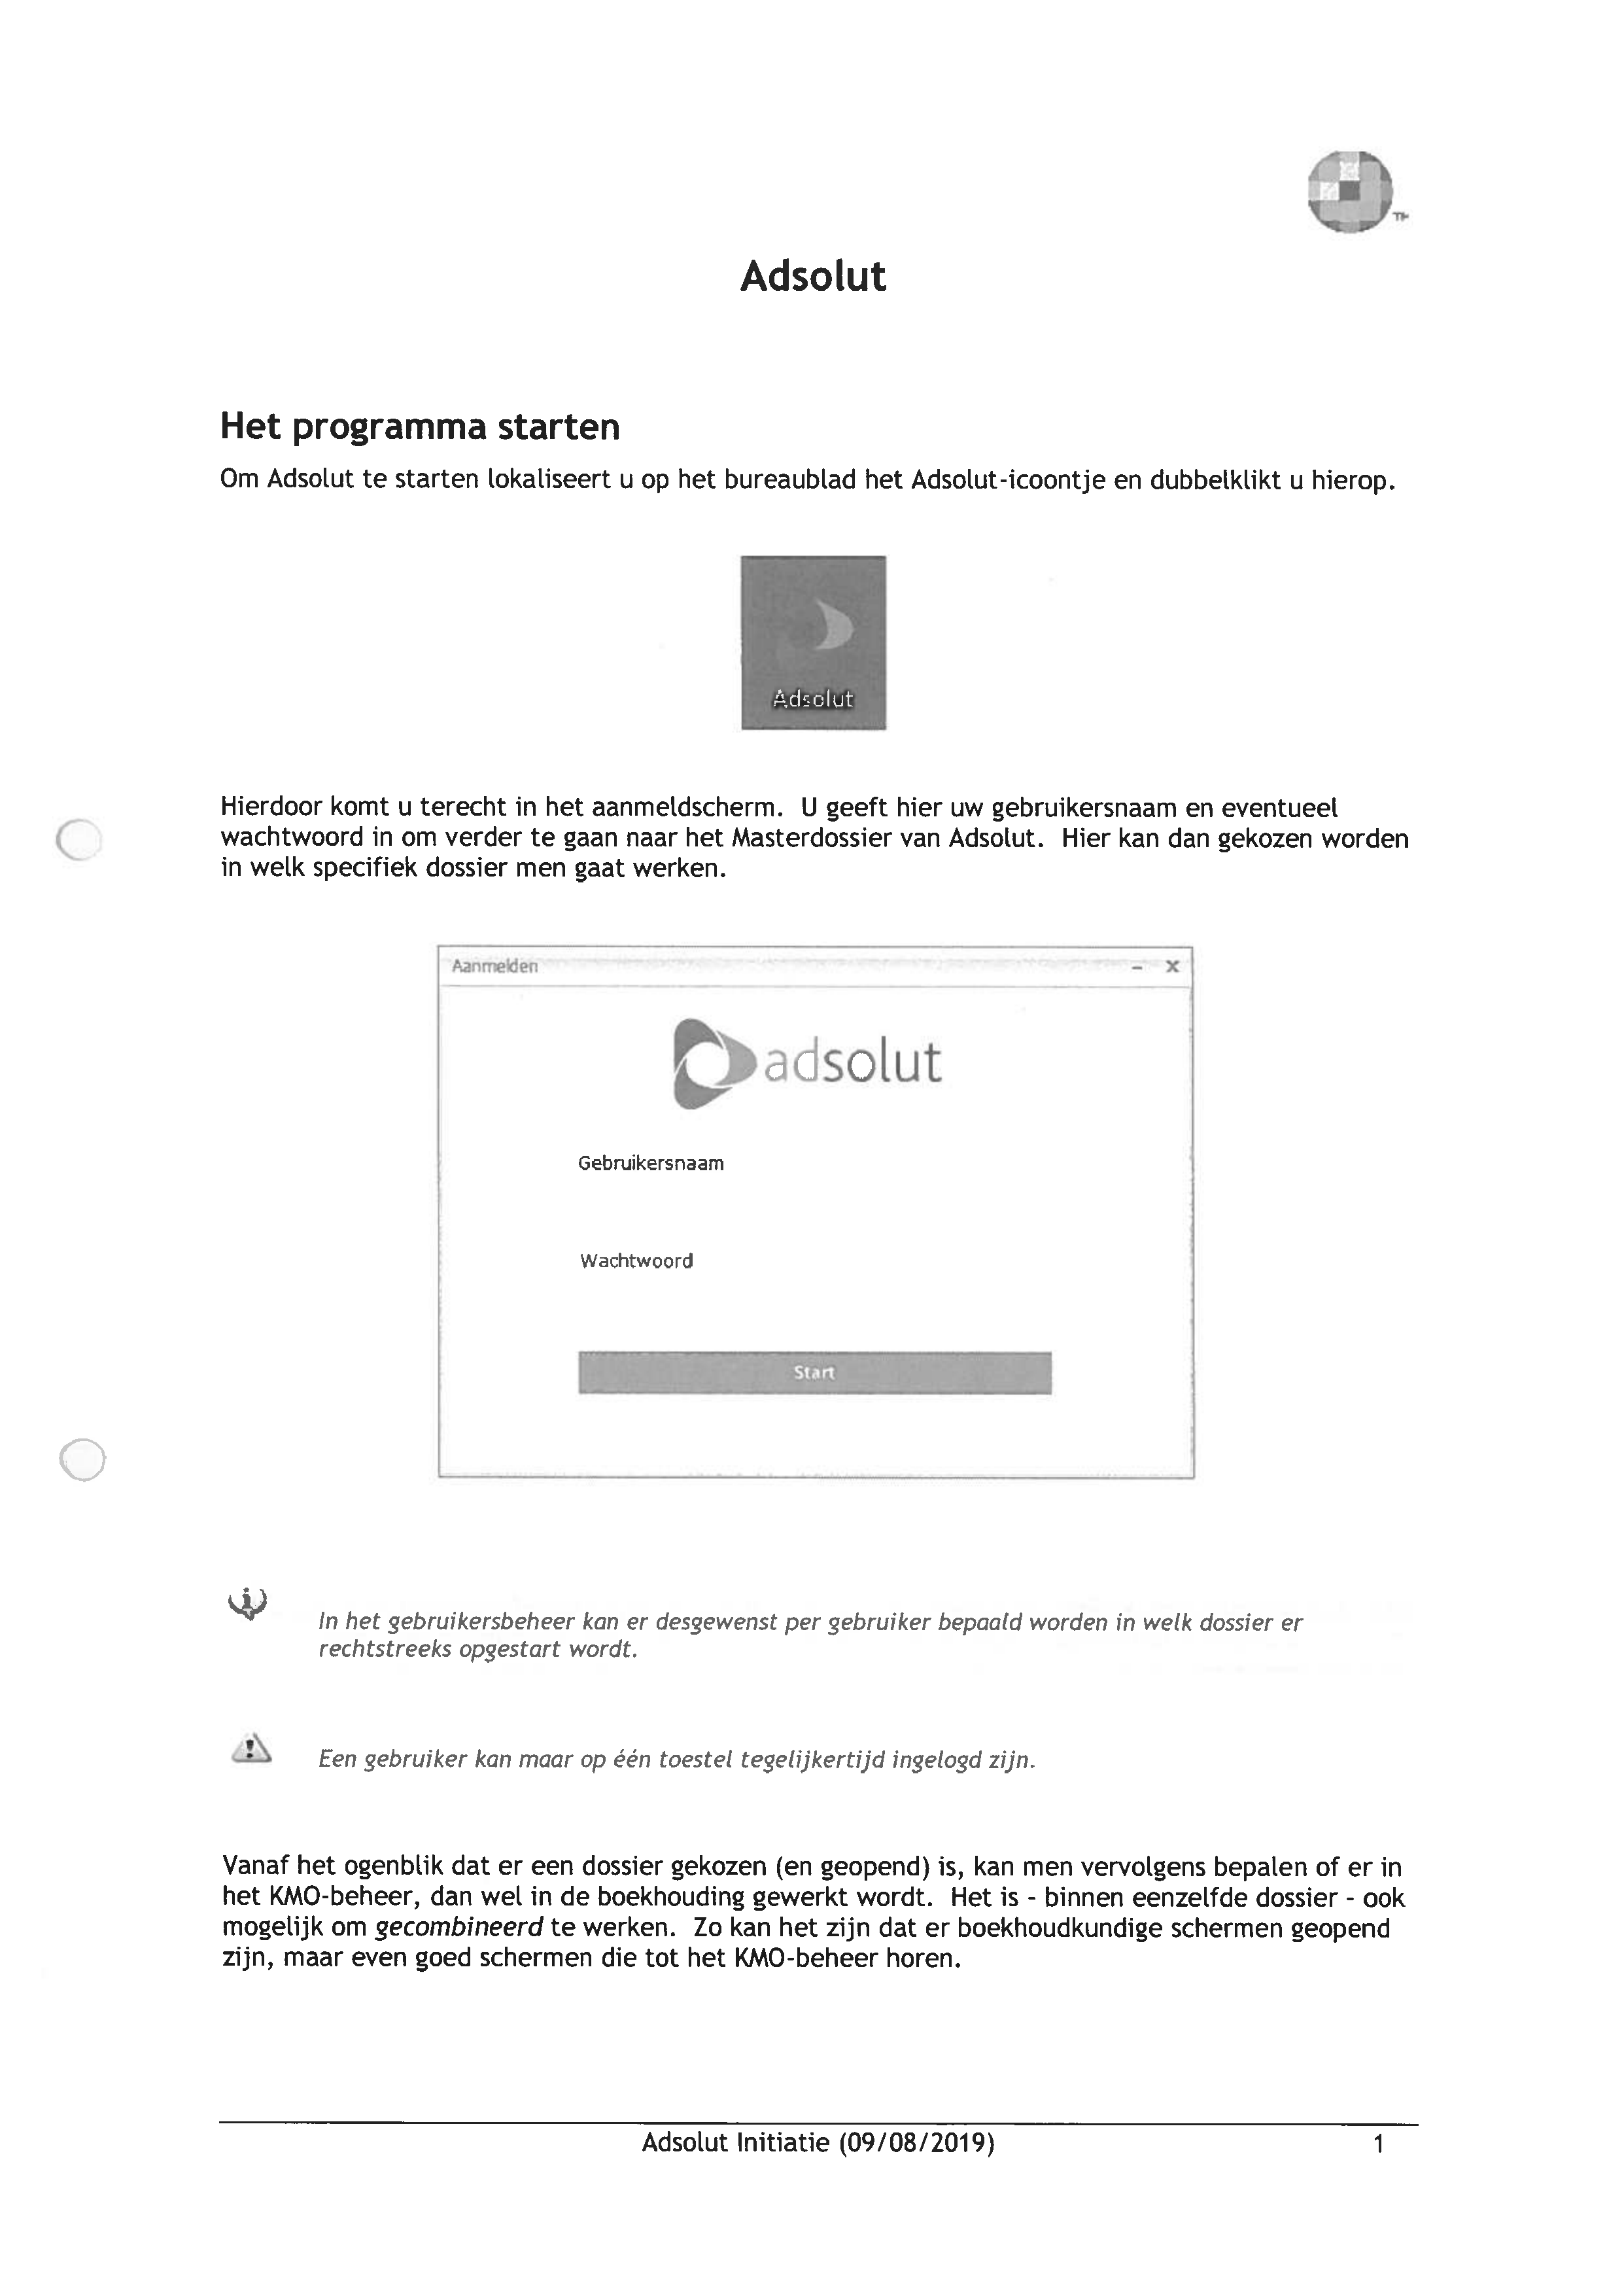 TM
Adsolut
Het programma starten
Om Adsolut te starten lokaliseert u op het bureaublad het Adsolut-icoontje en dubbelklikt u hierop.
Adsolut
Hierdoor komt u terecht in het aanmeldscherm. U geeft hier uw gebruikersnaam en eventueel
wachtwoord in om verder te gaan naar het Masterdossier van Adsolut. Hier kan dan gekozen worden
in welk specifiek dossier men gaat werken.
Aanmelden
adsolut
Gebruikersnaam
Wachtwoord
Start
In het gebruikersbeheer kan er desgewenst per gebruiker bepaald worden in welk dossier er
rechtstreeks opgestart wordt.
Een gebruiker kan maar op één toestel tegelijkertijd ingelogd zijn.
Vanaf het ogenblik dat er een dossier gekozen (en geopend) is, kan men vervolgens bepalen of er in
het KMO-beheer, dan wel in de boekhouding gewerkt wordt. Het is - binnen eenzelfde dossier - ook
mogelijk om gecombineerd te werken. Zo kan het zijn dat er boekhoudkundige schermen geopend
zijn, maar even goed schermen die tot het KMO-beheer horen.
Adsolut Initiatie (09/08/2019) 1